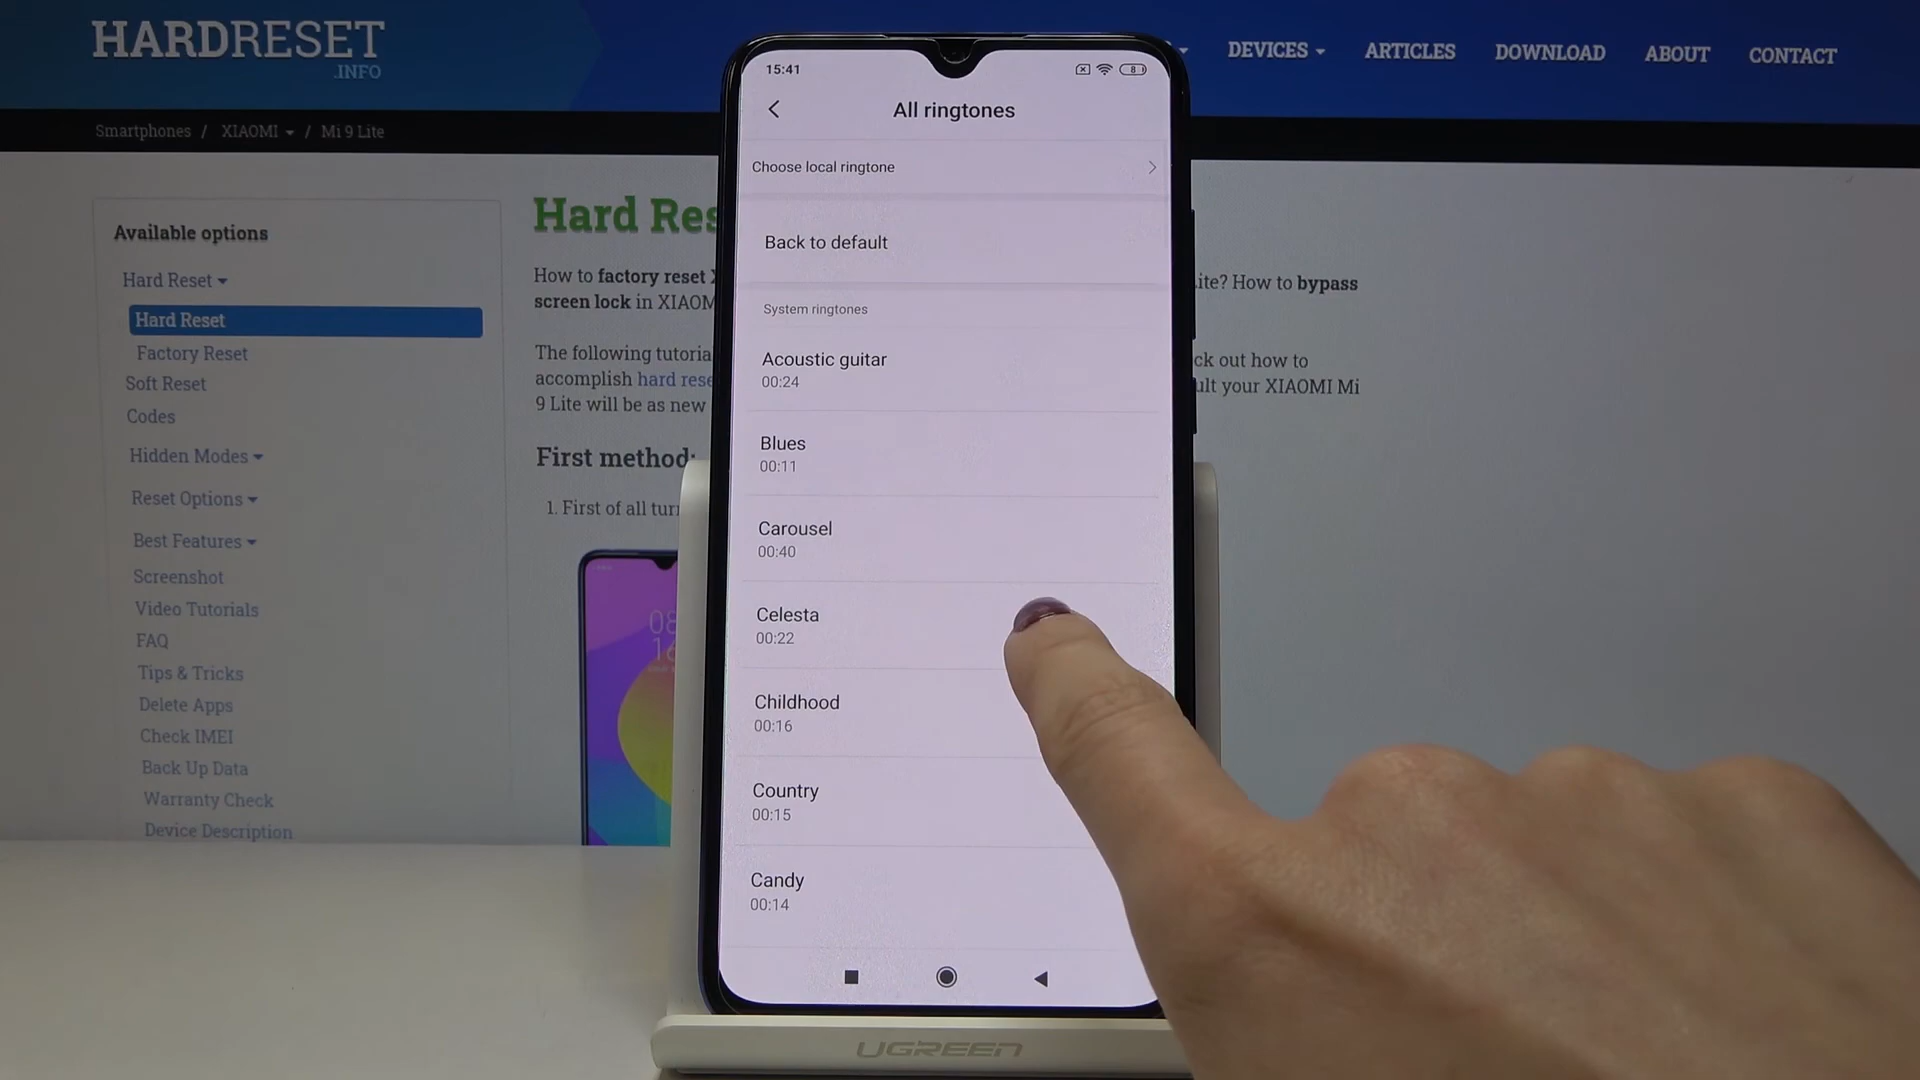 HARDRESET
.INFO
DEVICES
ARTICLES
DOWNLOAD
ABOUT
CONTACT
Smartphones / XIAOMI / Mi 9 Lite
Available options
Hard Reset
Hard Reset
Factory Reset
Soft Reset
Codes
Hidden Modes
Reset Options
Best Features
Screenshot
Video Tutorials
FAQ
Tips & Tricks
Delete Apps
Check IMEI
Back Up Data
Warranty Check
Device Description
Hard Res
How to factory reset
screen lock in XIAOM
The following tutoria
accomplish hard rese
9 Lite will be as new
First method:
1. First of all turn
08
16
ite? How to bypass
ck out how to
ult your XIAOMI Mi
15:41
8
All ringtones
Choose local ringtone
Back to default
System ringtones
Acoustic guitar
00:24
Blues
00:11
Carousel
00:40
Celesta
00:22
Childhood
00:16
Country
00:15
Candy
00:14
UGREEN